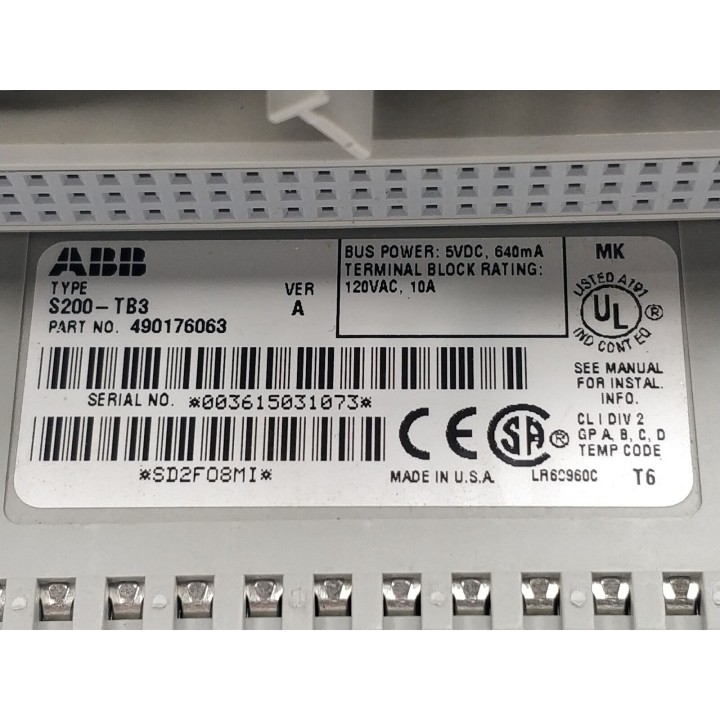 ABB
TYPE
S200-TB3
VER
A
PART NO. 490176063
BUS POWER: 5VDC, 640mA
TERMINAL BLOCK RATING:
120VAC, 10A
MK
LISTED A191
UL ®
IND CONT EQ
SEE MANUAL
FOR INSTAL.
INFO.
SERIAL NO. *003615031073*
*SD2F08MI*
CE
SA ®
CL I DIV 2
GP A, B, C, D
TEMP CODE
T6
MADE IN U.S.A.